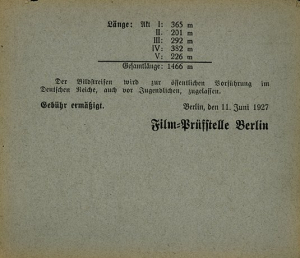 Länge: Akt I: 365 m
II: 201 m
III: 292 m
IV: 382 m
V: 226 m
Gesamtlänge: 1466 m
Der Bildstreifen wird zur öffentlichen Vorführung im
Deutschen Reiche, auch vor Jugendlichen, zugelassen.
Gebühr ermäßigt. Berlin, den 11. Juni 1927
Film-Prüfstelle Berlin